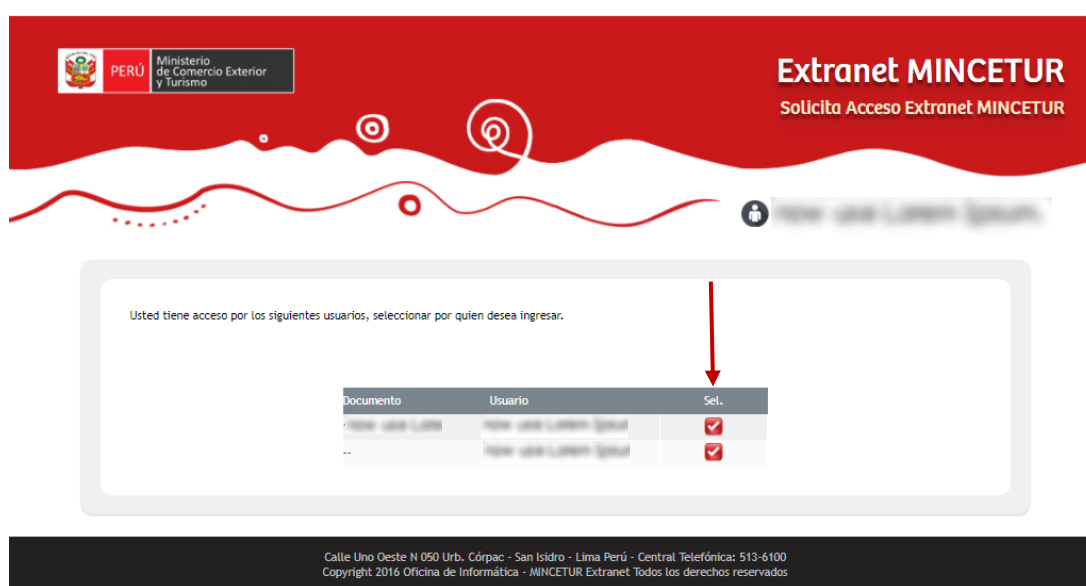 PERÚ
Ministerio
de Comercio Exterior
y Turismo
Extranet MINCETUR
Solicita Acceso Extranet MINCETUR
Usted tiene acceso por los siguientes usuarios, seleccionar por quien desea ingresar.
Documento Usuario Sel.
--
Calle Uno Oeste N 050 Urb. Córpac - San Isidro - Lima Perú - Central Telefónica: 513-6100
Copyright 2016 Oficina de Informática - MINCETUR Extranet Todos los derechos reservados